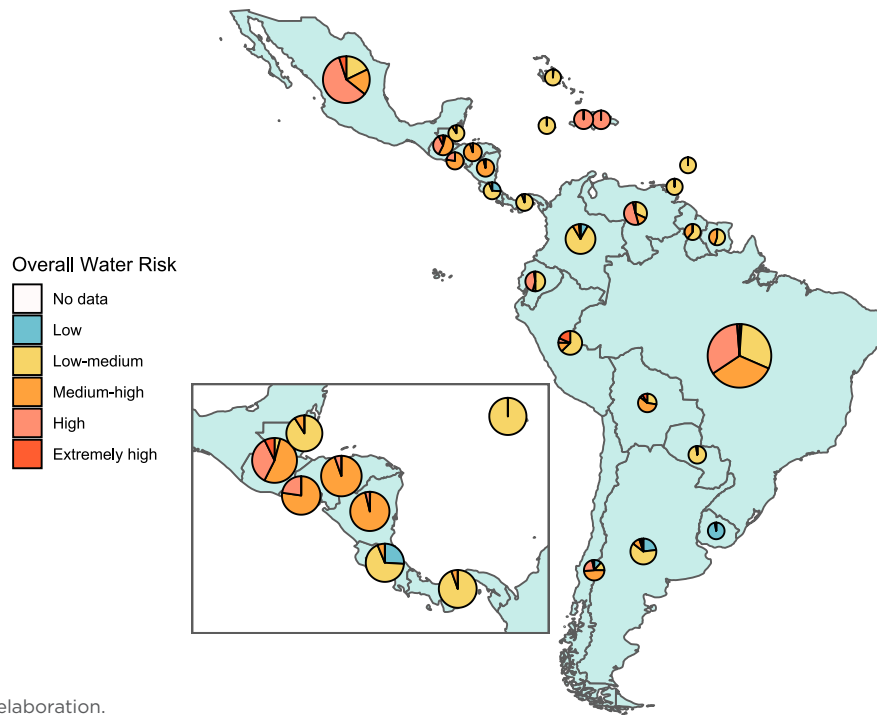 Overall Water Risk
No data
Low
Low-medium
Medium-high
High
Extremely high
elaboration.